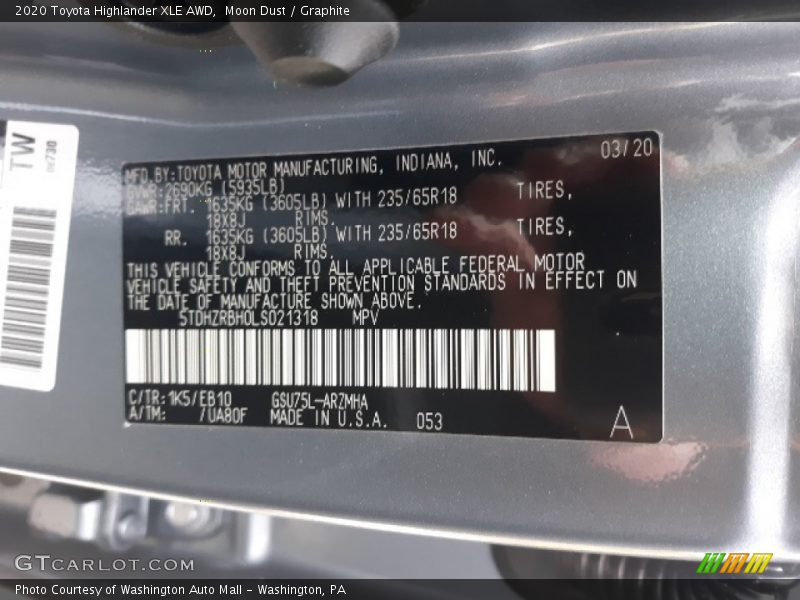 2020 Toyota Highlander XLE AWD,  Moon Dust / Graphite
TW
02730
03/20
MFD.BY:TOYOTA MOTOR MANUFACTURING, INDIANA, INC.
GVWR:2690KG (5935LB)
GAWR:FRT. 1635KG (3605LB) WITH 235/65R18 TIRES,
18X8J RIMS.
RR. 1635KG (3605LB) WITH 235/65R18 TIRES,
18X8J RIMS.
THIS VEHICLE CONFORMS TO ALL APPLICABLE FEDERAL MOTOR
VEHICLE SAFETY AND THEFT PREVENTION STANDARDS IN EFFECT ON
THE DATE OF MANUFACTURE SHOWN ABOVE.
5TDHZRBH0LS021318 MPV
C/TR:1K5/EB10 GSU75L-ARZMHA
A/TM: /UA80F MADE IN U.S.A. 053
A
GTCARLOT.COM
Photo Courtesy of Washington Auto Mall - Washington, PA